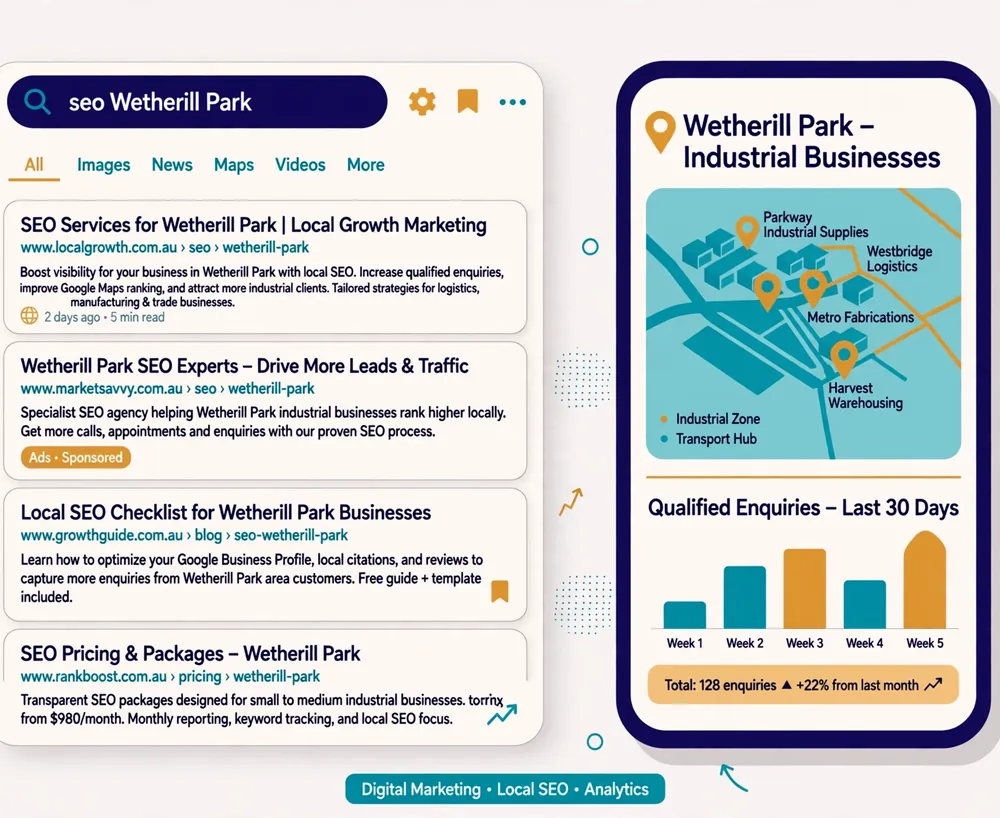 seo Wetherill Park
All Images News Maps Videos More
SEO Services for Wetherill Park | Local Growth Marketing
www.localgrowth.com.au › seo › wetherill-park
Boost visibility for your business in Wetherill Park with local SEO. Increase qualified enquiries,
improve Google Maps ranking, and attract more industrial clients. Tailored strategies for logistics,
manufacturing & trade businesses.
2 days ago • 5 min read
Wetherill Park SEO Experts – Drive More Leads & Traffic
www.marketsavvy.com.au › seo › wetherill-park
Specialist SEO agency helping Wetherill Park industrial businesses rank higher locally.
Get more calls, appointments and enquiries with our proven SEO process.
Ads • Sponsored
Local SEO Checklist for Wetherill Park Businesses
www.growthguide.com.au › blog › seo-wetherill-park
Learn how to optimize your Google Business Profile, local citations, and reviews to
capture more enquiries from Wetherill Park area customers. Free guide + template
included.
SEO Pricing & Packages – Wetherill Park
www.rankboost.com.au › pricing › wetherill-park
Transparent SEO packages designed for small to medium industrial businesses.
from $980/month. Monthly reporting, keyword tracking, and local SEO focus.
Wetherill Park –
Industrial Businesses
Parkway
Industrial Supplies
Westbridge
Logistics
Metro Fabrications
Harvest
Warehousing
Industrial Zone
Transport Hub
Qualified Enquiries – Last 30 Days
Week 1 Week 2 Week 3 Week 4 Week 5
Total: 128 enquiries ▲ +22% from last month
Digital Marketing • Local SEO • Analytics